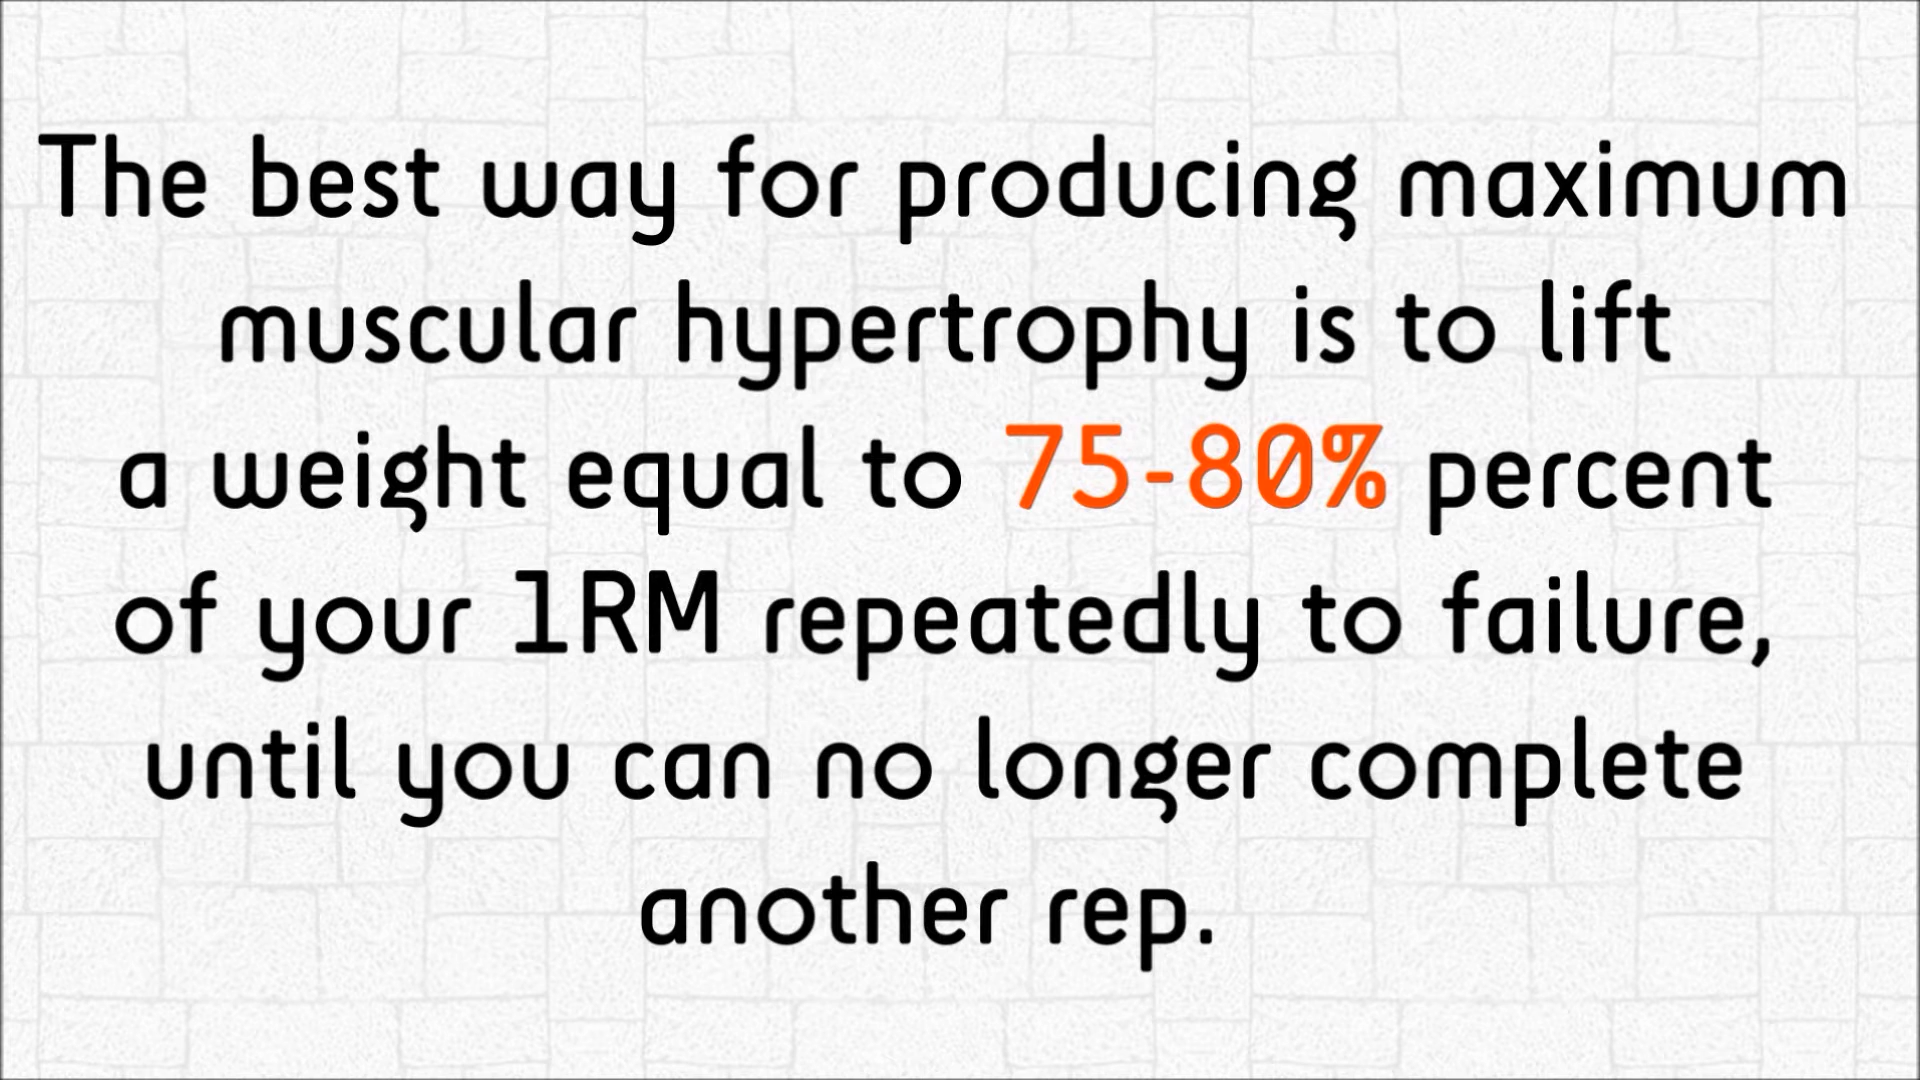 The best way for producing maximum
muscular hypertrophy is to lift
a weight equal to 75-80% percent
of your 1RM repeatedly to failure,
until you can no longer complete
another rep.